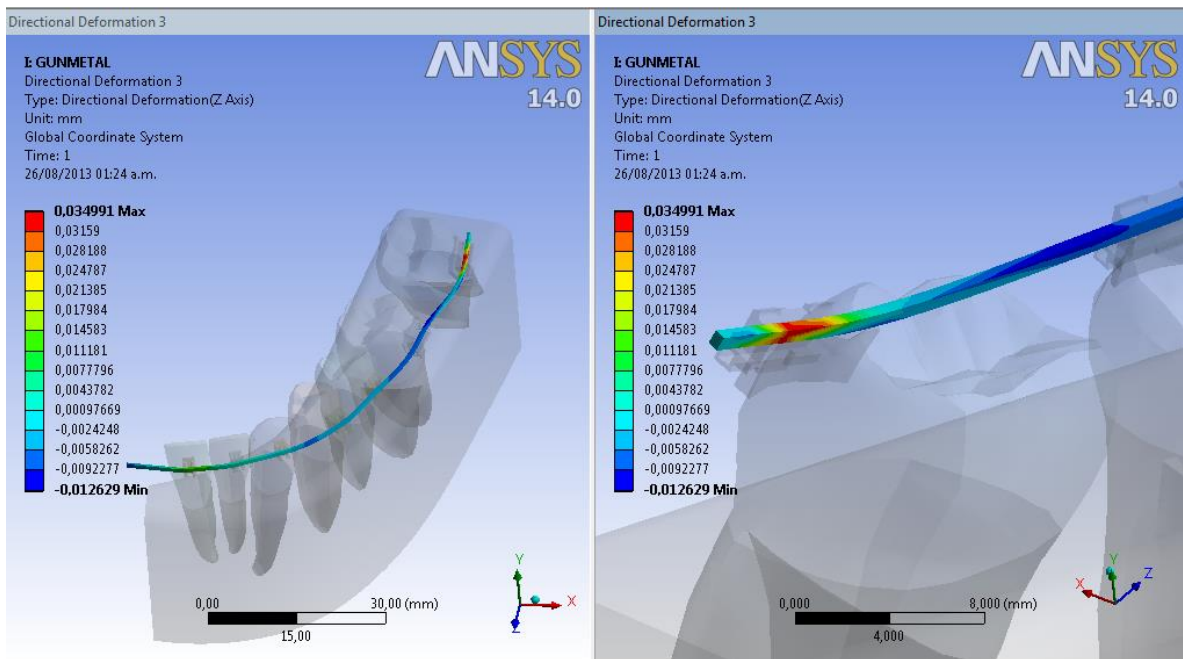 Directional Deformation 3
I: GUNMETAL
Directional Deformation 3
Type: Directional Deformation(Z Axis)
Unit: mm
Global Coordinate System
Time: 1
26/08/2013 01:24 a.m.
ANSYS
14.0
0,034991 Max
0,03159
0,028188
0,024787
0,021385
0,017984
0,014583
0,011181
0,0077796
0,0043782
0,00097669
-0,0024248
-0,0058262
-0,0092277
-0,012629 Min
0,00
30,00 (mm)
15,00
Y
X
Z
Directional Deformation 3
I: GUNMETAL
Directional Deformation 3
Type: Directional Deformation(Z Axis)
Unit: mm
Global Coordinate System
Time: 1
26/08/2013 01:24 a.m.
ANSYS
14.0
0,034991 Max
0,03159
0,028188
0,024787
0,021385
0,017984
0,014583
0,011181
0,0077796
0,0043782
0,00097669
-0,0024248
-0,0058262
-0,0092277
-0,012629 Min
0,000
8,000 (mm)
4,000
Y
Z
X